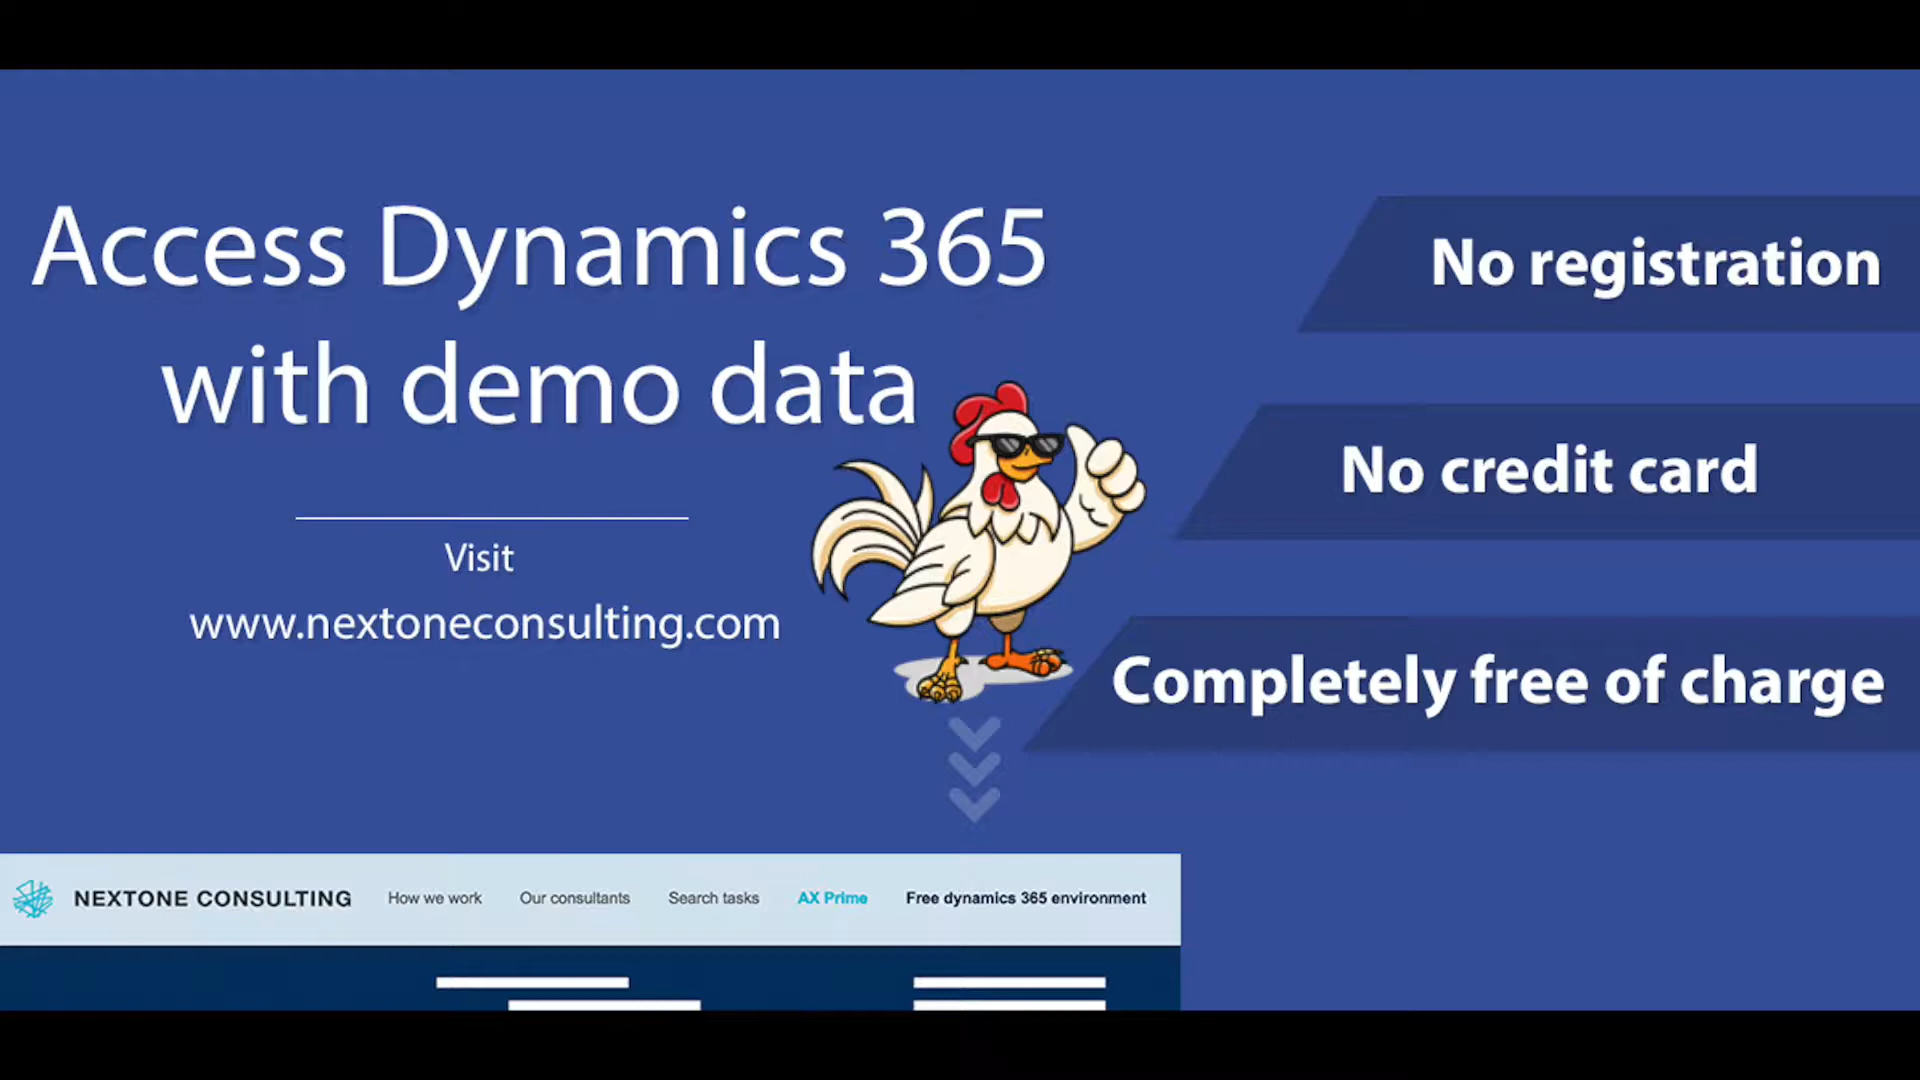 Access Dynamics 365
with demo data
Visit
www.nextoneconsulting.com
No registration
No credit card
Completely free of charge
NEXTONE CONSULTING How we work Our consultants Search tasks AX Prime Free dynamics 365 environment